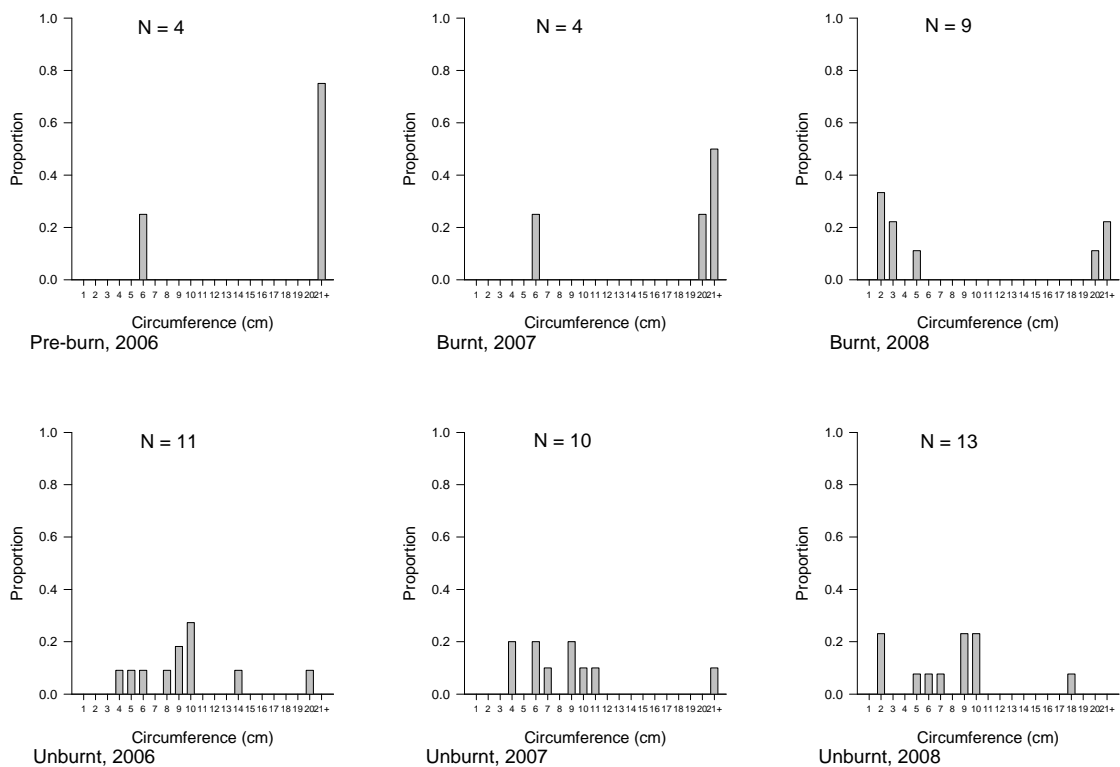 N = 4
1.0
0.8
0.6
0.4
0.2
0.0
Proportion
1 2 3 4 5 6 7 8 9 10 11 12 13 14 15 16 17 18 19 20 21+
Circumference (cm)
Pre-burn, 2006
N = 4
1.0
0.8
0.6
0.4
0.2
0.0
Proportion
1 2 3 4 5 6 7 8 9 10 11 12 13 14 15 16 17 18 19 20 21+
Circumference (cm)
Burnt, 2007
N = 9
1.0
0.8
0.6
0.4
0.2
0.0
Proportion
1 2 3 4 5 6 7 8 9 10 11 12 13 14 15 16 17 18 19 20 21+
Circumference (cm)
Burnt, 2008
N = 11
1.0
0.8
0.6
0.4
0.2
0.0
Proportion
1 2 3 4 5 6 7 8 9 10 11 12 13 14 15 16 17 18 19 20 21+
Circumference (cm)
Unburnt, 2006
N = 10
1.0
0.8
0.6
0.4
0.2
0.0
Proportion
1 2 3 4 5 6 7 8 9 10 11 12 13 14 15 16 17 18 19 20 21+
Circumference (cm)
Unburnt, 2007
N = 13
1.0
0.8
0.6
0.4
0.2
0.0
Proportion
1 2 3 4 5 6 7 8 9 10 11 12 13 14 15 16 17 18 19 20 21+
Circumference (cm)
Unburnt, 2008